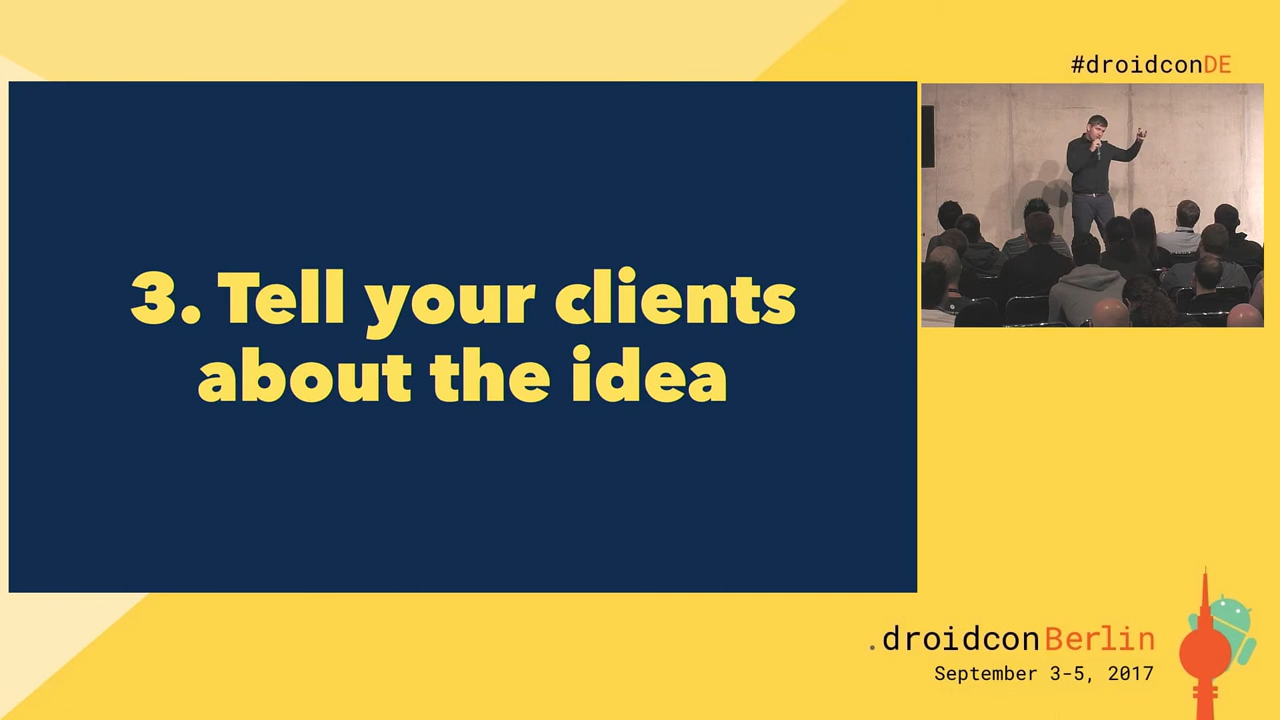 #droidconDE
3. Tell your clients
about the idea
.droidconBerlin
September 3-5, 2017